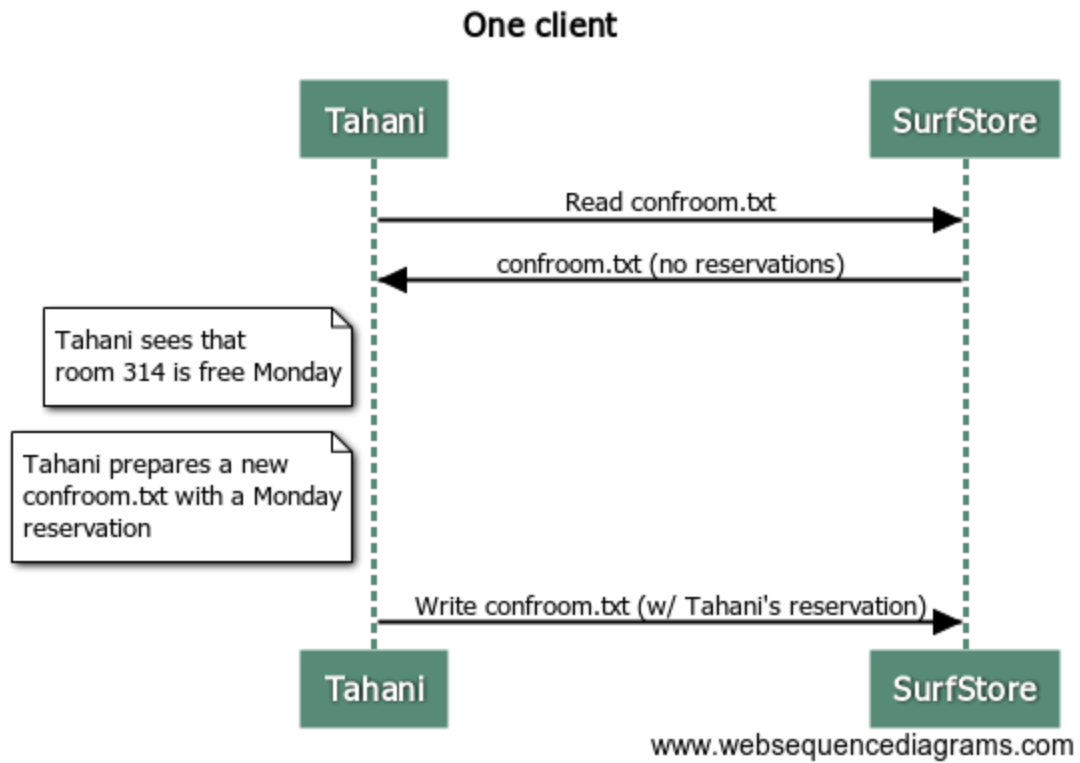 One client
Tahani
SurfStore
Read confroom.txt
confroom.txt (no reservations)
Tahani sees that
room 314 is free Monday
Tahani prepares a new
confroom.txt with a Monday
reservation
Write confroom.txt (w/ Tahani's reservation)
Tahani
SurfStore
www.websequencediagrams.com